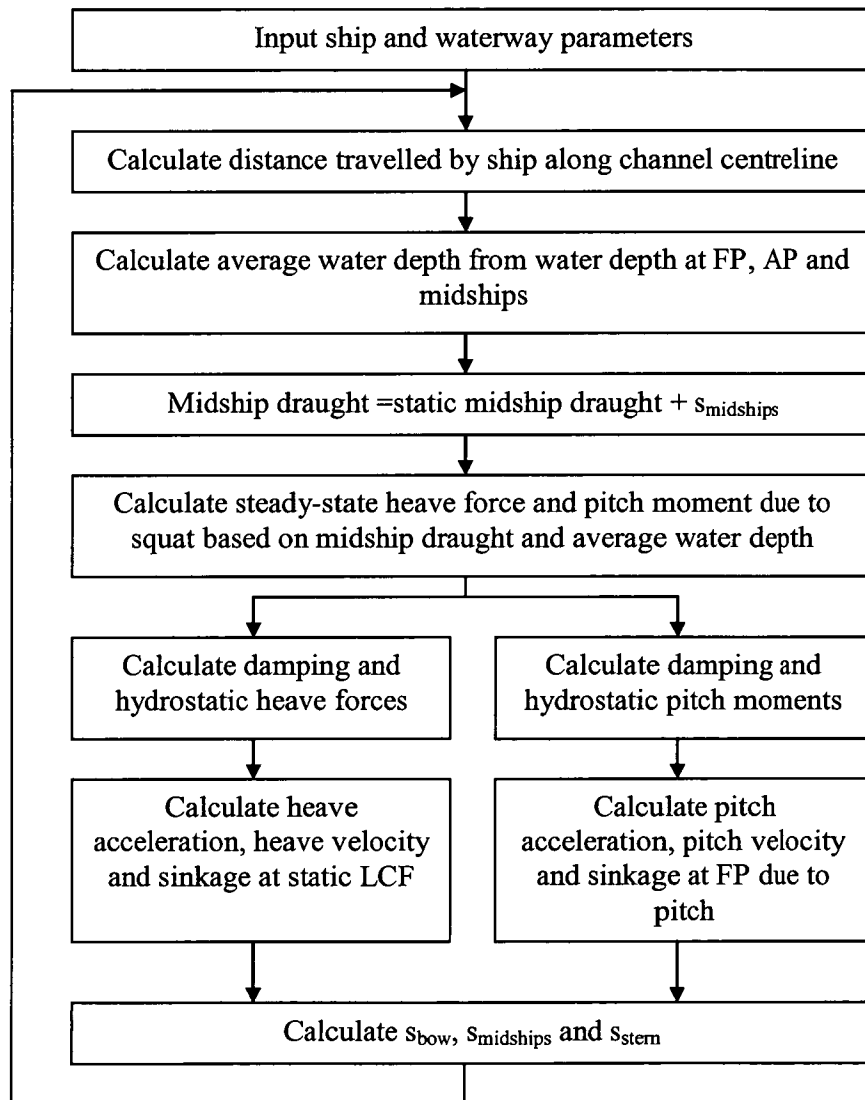 Input ship and waterway parameters
Calculate distance travelled by ship along channel centreline
Calculate average water depth from water depth at FP, AP and
midships
Midship draught =static midship draught + s_midships
Calculate steady-state heave force and pitch moment due to
squat based on midship draught and average water depth
Calculate damping and
hydrostatic heave forces
Calculate damping and
hydrostatic pitch moments
Calculate heave
acceleration, heave velocity
and sinkage at static LCF
Calculate pitch
acceleration, pitch velocity
and sinkage at FP due to
pitch
Calculate s_bow, s_midships and s_stern